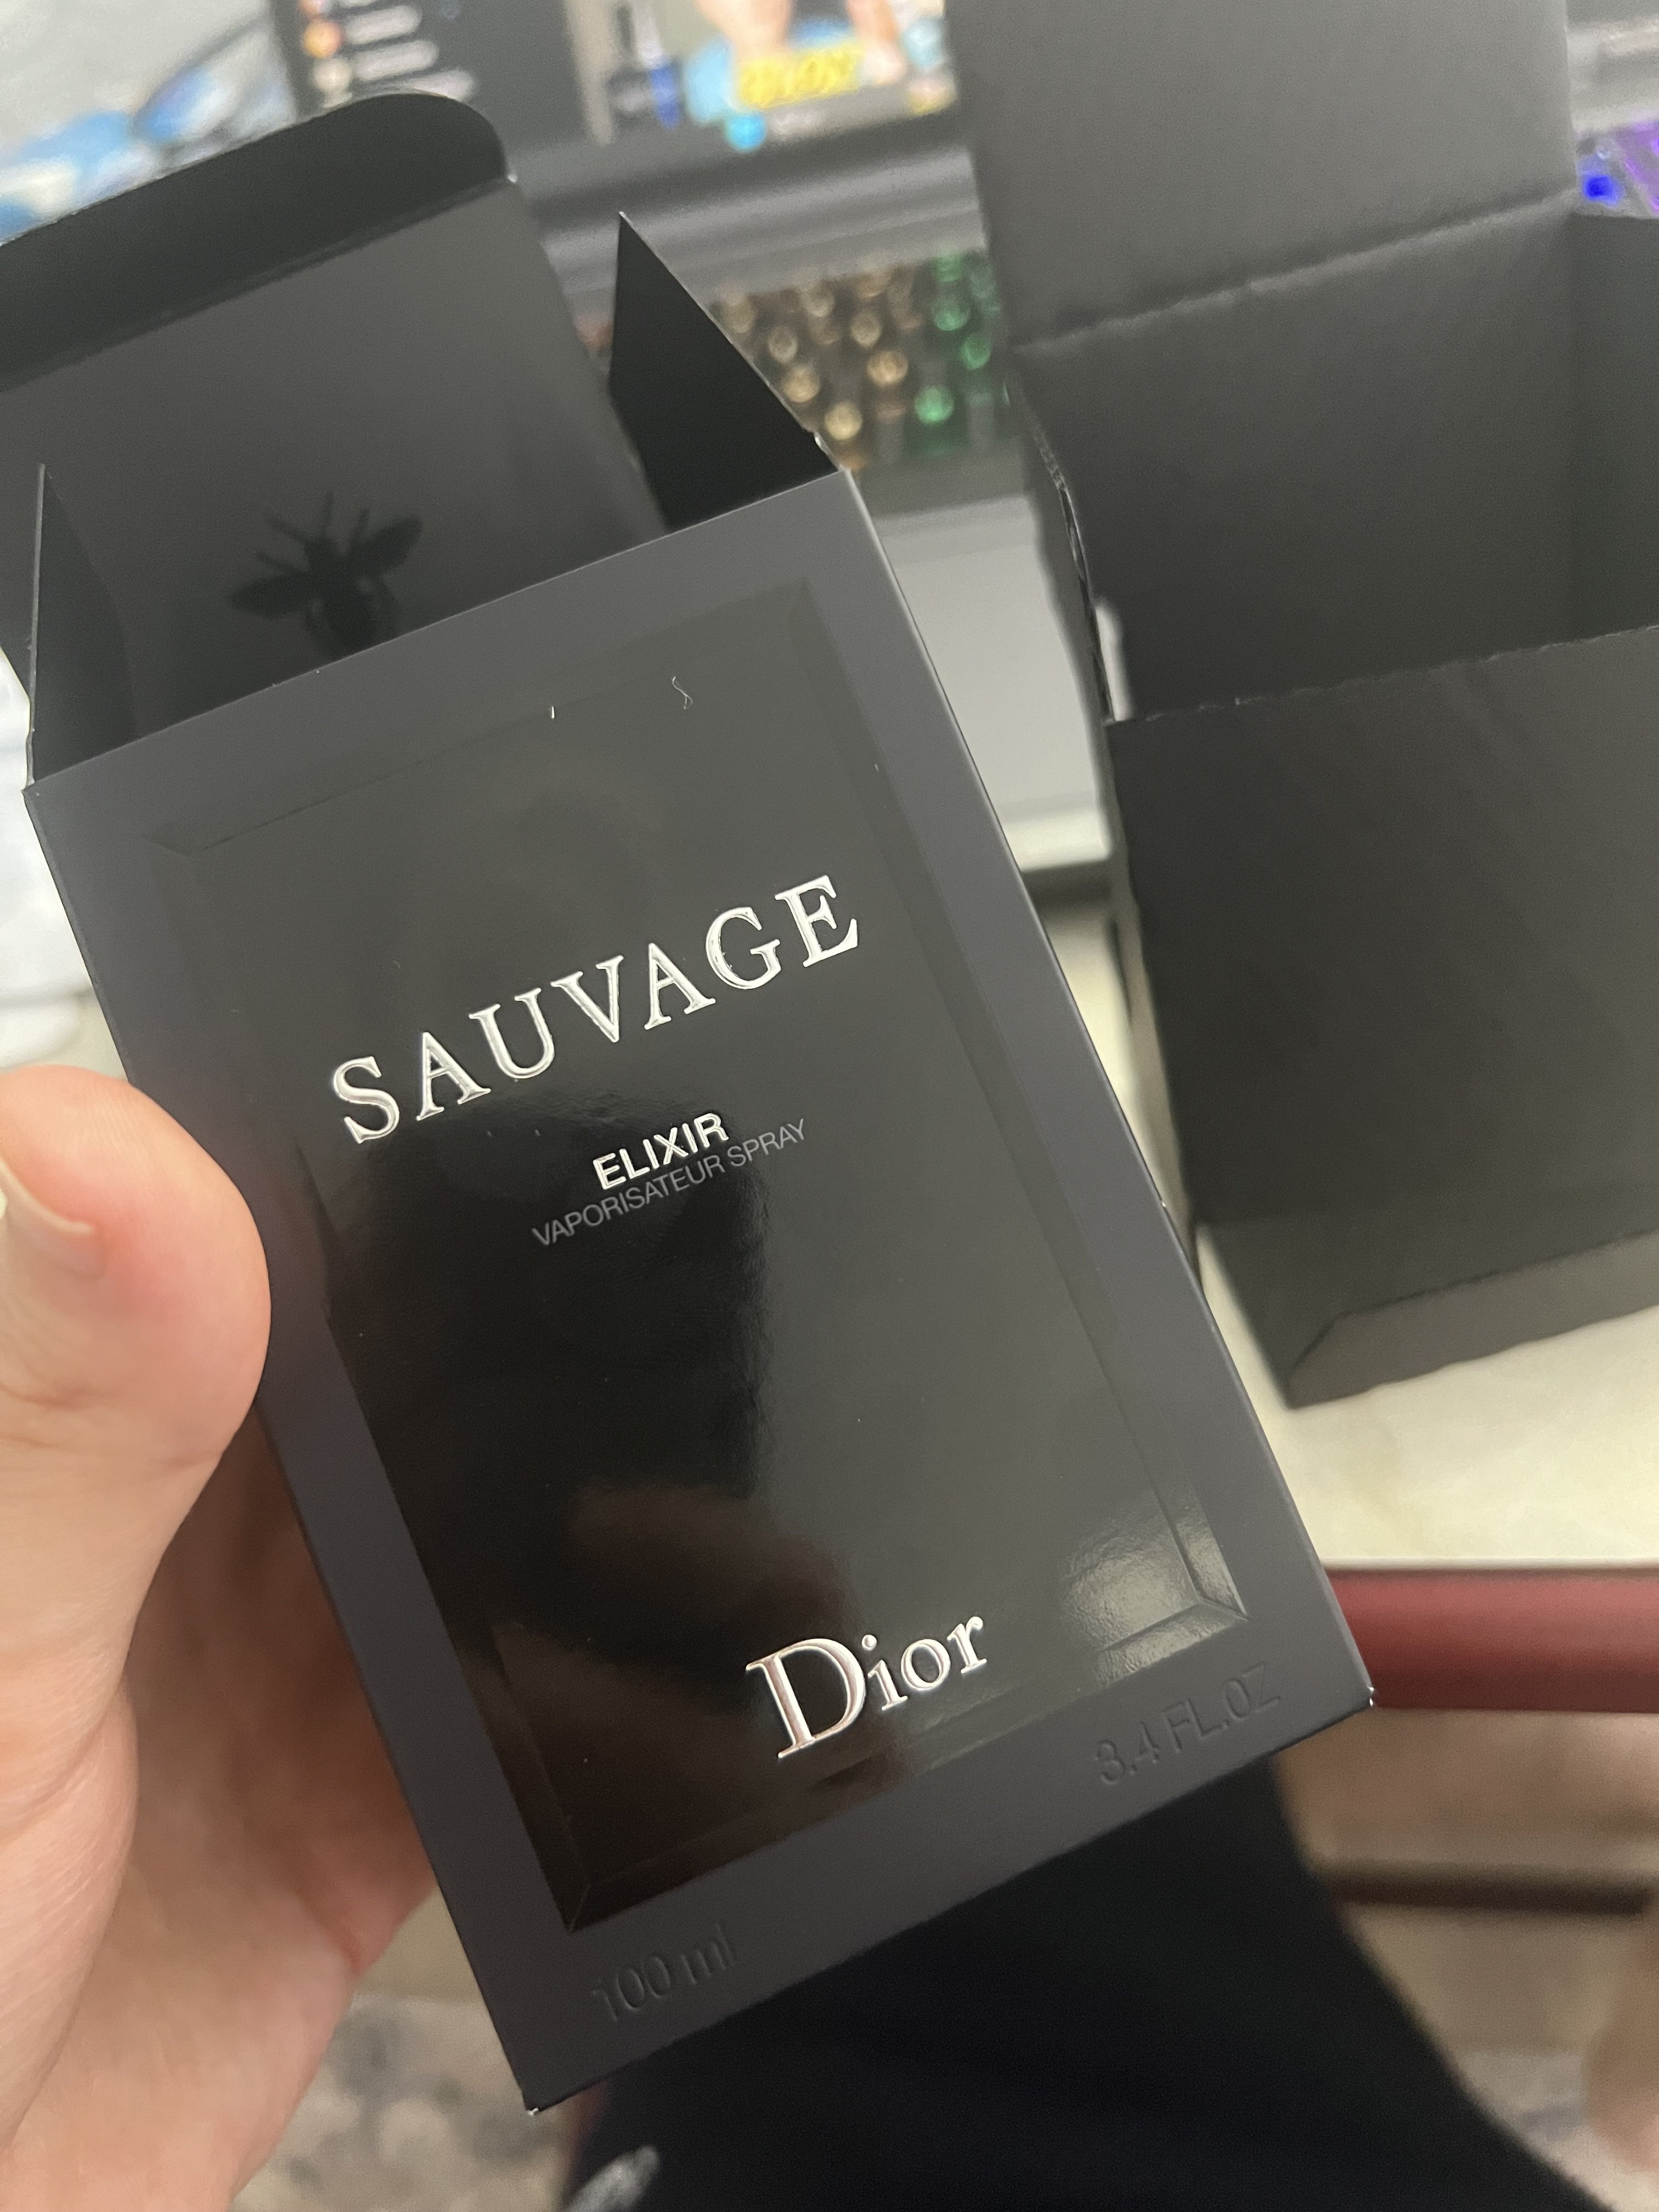 SAUVAGE
ELIXIR
VAPORISATEUR SPRAY
Dior
100 ml
3.4 FL.OZ